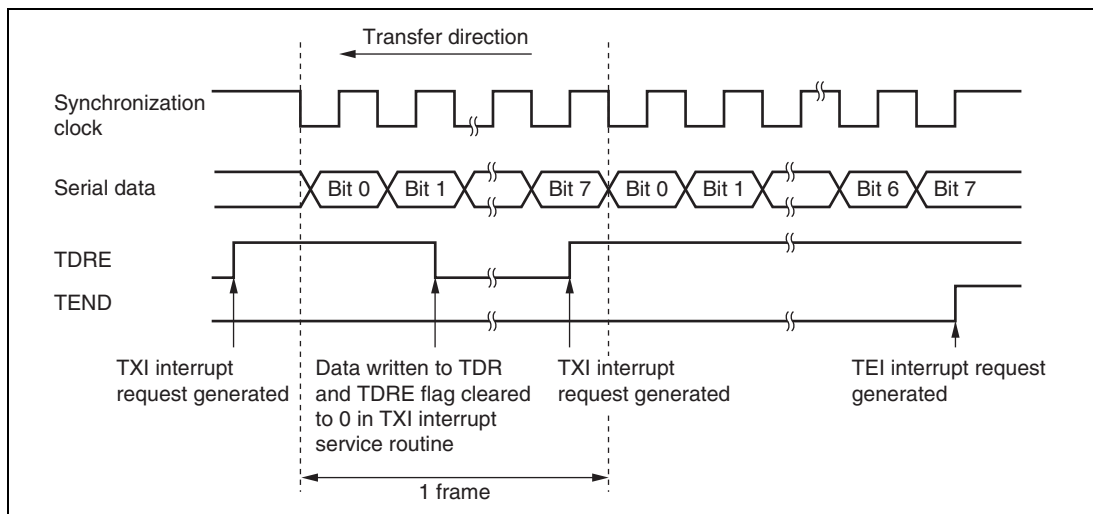 Transfer direction
Synchronization
clock
Serial data
Bit 0
Bit 1
Bit 7
Bit 0
Bit 1
Bit 6
Bit 7
TDRE
TEND
TXI interrupt
request generated
Data written to TDR
and TDRE flag cleared
to 0 in TXI interrupt
service routine
TXI interrupt
request generated
TEI interrupt request
generated
1 frame